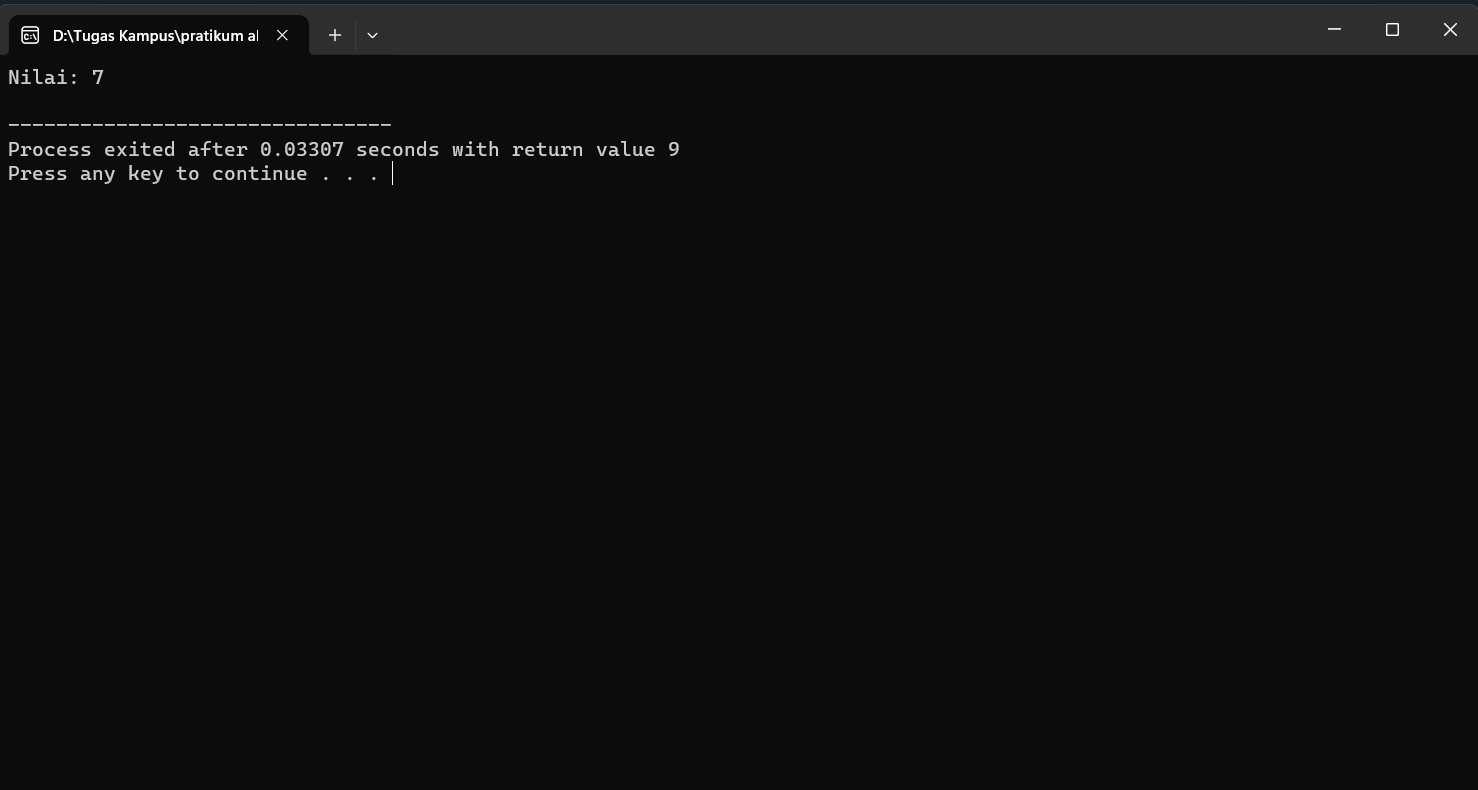 D:\Tugas Kampus\pratikum al
Nilai: 7
--------------------------------
Process exited after 0.03307 seconds with return value 9
Press any key to continue . . .